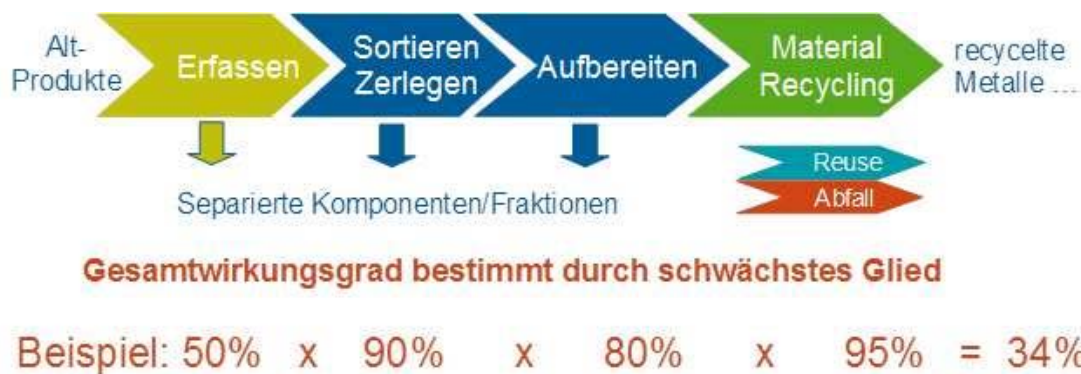 Alt-
Produkte
Erfassen
Sortieren
Zerlegen
Aufbereiten
Material
Recycling
recycelte
Metalle ...
Reuse
Abfall
Separierte Komponenten/Fraktionen
Gesamtwirkungsgrad bestimmt durch schwächstes Glied
Beispiel: 50% x 90% x 80% x 95% = 34%